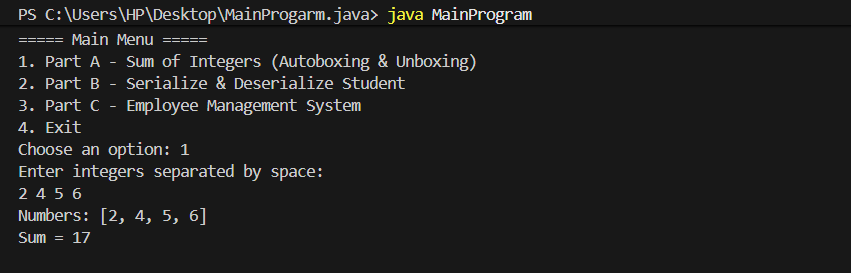 PS C:\Users\HP\Desktop\MainProgarm.java> java MainProgram
===== Main Menu =====
1. Part A - Sum of Integers (Autoboxing & Unboxing)
2. Part B - Serialize & Deserialize Student
3. Part C - Employee Management System
4. Exit
Choose an option: 1
Enter integers separated by space:
2 4 5 6
Numbers: [2, 4, 5, 6]
Sum = 17